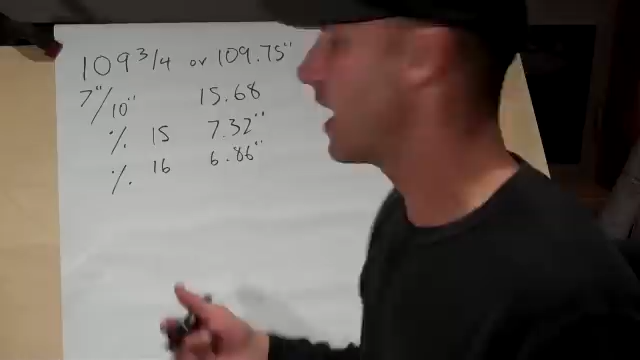 109 3/4 or 109.75"
7"/10" 15.68
% 15 7.32"
% 16 6.86"